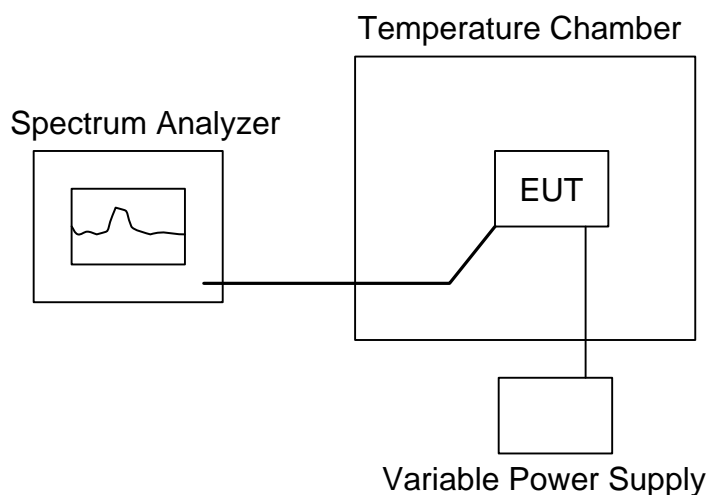 Temperature Chamber
Spectrum Analyzer
EUT
Variable Power Supply